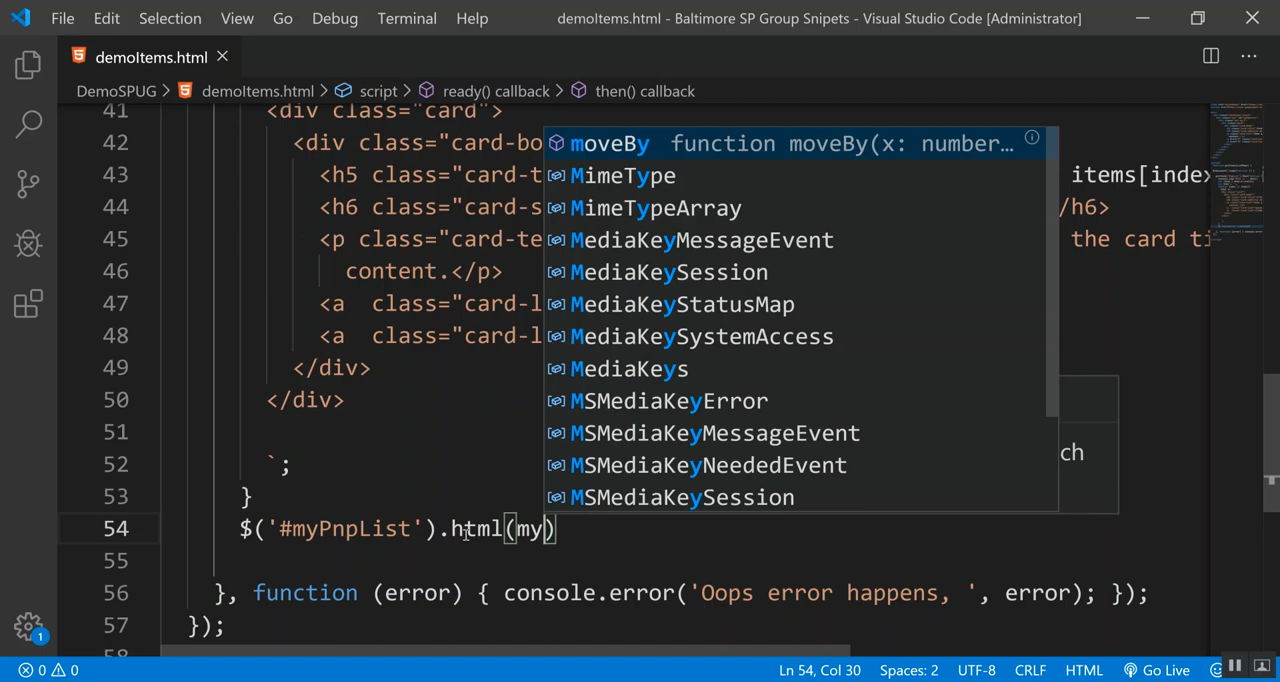 File Edit Selection View Go Debug Terminal Help demoItems.html - Baltimore SP Group Snipets - Visual Studio Code [Administrator]
demoItems.html
DemoSPUG > demoItems.html > script > ready() callback > then() callback
41 <div class="card">
42 <div class="card-bo
43 <h5 class="card-t items[index
44 <h6 class="card-s /h6>
45 <p class="card-te the card ti
46 content.</p>
47 <a class="card-l
48 <a class="card-l
49 </div>
50 </div>
51
52 `;
53 }
54 $('#myPnpList').html(my)
55
56 }, function (error) { console.error('Oops error happens, ', error); });
57 });
58
moveBy function moveBy(x: number…
MimeType
MimeTypeArray
MediaKeyMessageEvent
MediaKeySession
MediaKeyStatusMap
MediaKeySystemAccess
MediaKeys
MSMediaKeyError
MSMediaKeyMessageEvent
MSMediaKeyNeededEvent
MSMediaKeySession
ch
1
0 0 Ln 54, Col 30 Spaces: 2 UTF-8 CRLF HTML Go Live